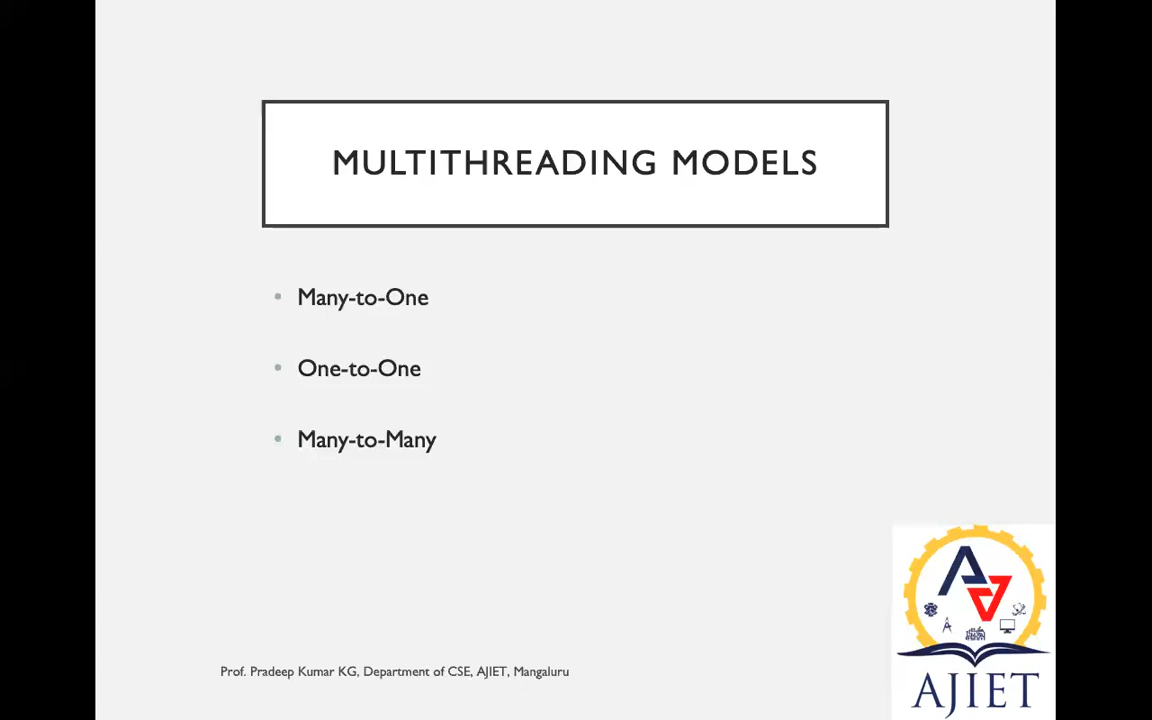 MULTITHREADING MODELS
• Many-to-One
• One-to-One
• Many-to-Many
Prof. Pradeep Kumar KG, Department of CSE, AJIET, Mangaluru
AJIET